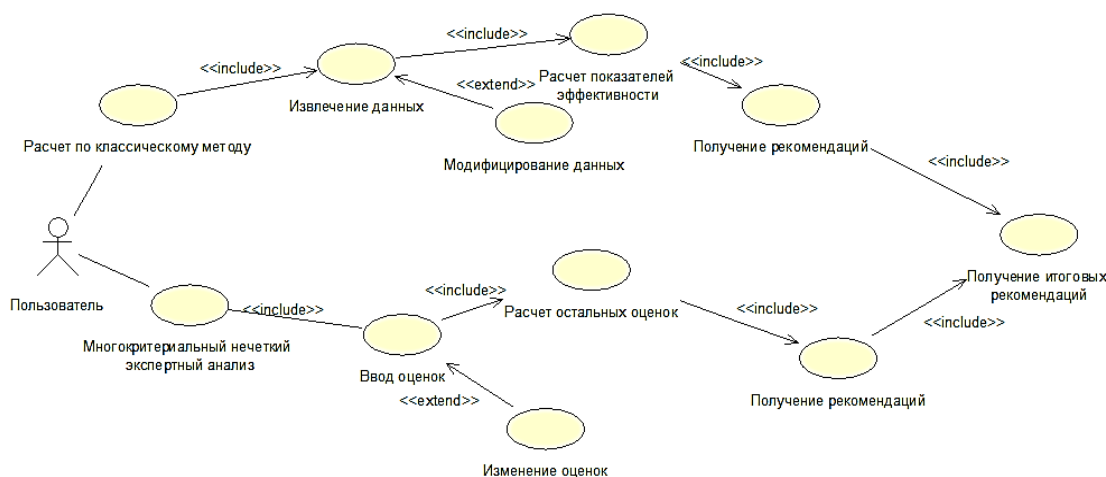 <<include>>
<<include>>
Расчет показателей
эффективности
<<include>>
Извлечение данных
<<extend>>
Расчет по классическому методу
Модифицирование данных
Получение рекомендаций
<<include>>
Пользователь
Получение итоговых
рекомендаций
<<include>>
<<include>>
Расчет остальных оценок
<<include>>
<<include>>
Многокритериальный нечеткий
экспертный анализ
Ввод оценок
<<extend>>
Получение рекомендаций
Изменение оценок